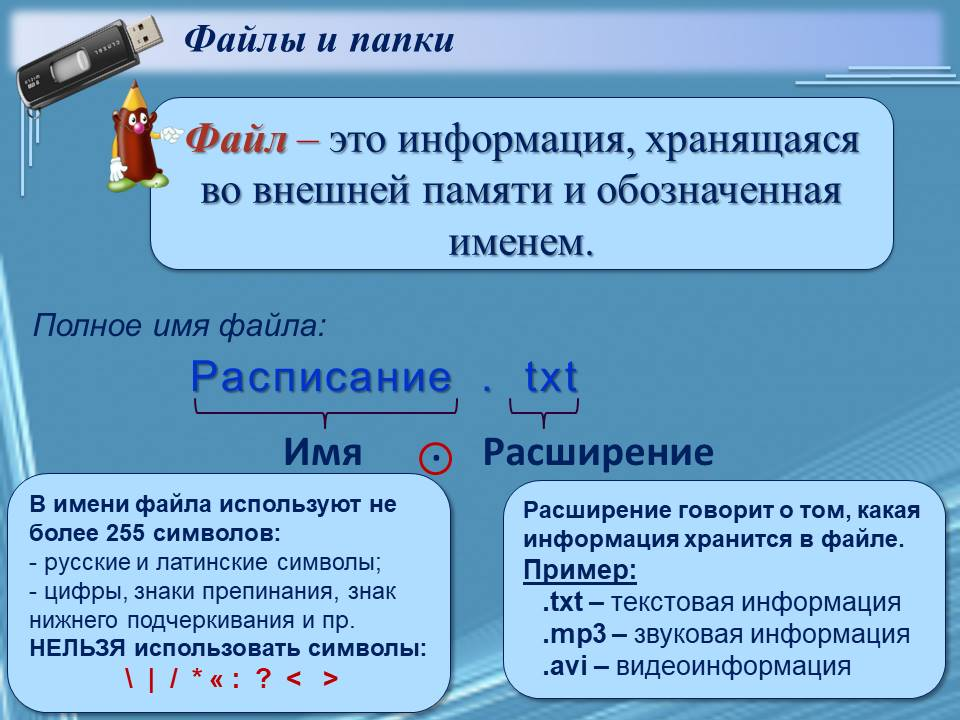 Файлы и папки
Файл – это информация, хранящаяся
во внешней памяти и обозначенная
именем.
Полное имя файла:
Расписание . txt
Имя . Расширение
В имени файла используют не
более 255 символов:
- русские и латинские символы;
- цифры, знаки препинания, знак
нижнего подчеркивания и пр.
НЕЛЬЗЯ использовать символы:
\ | / * « : ? < >
Расширение говорит о том, какая
информация хранится в файле.
Пример:
.txt – текстовая информация
.mp3 – звуковая информация
.avi – видеоинформация